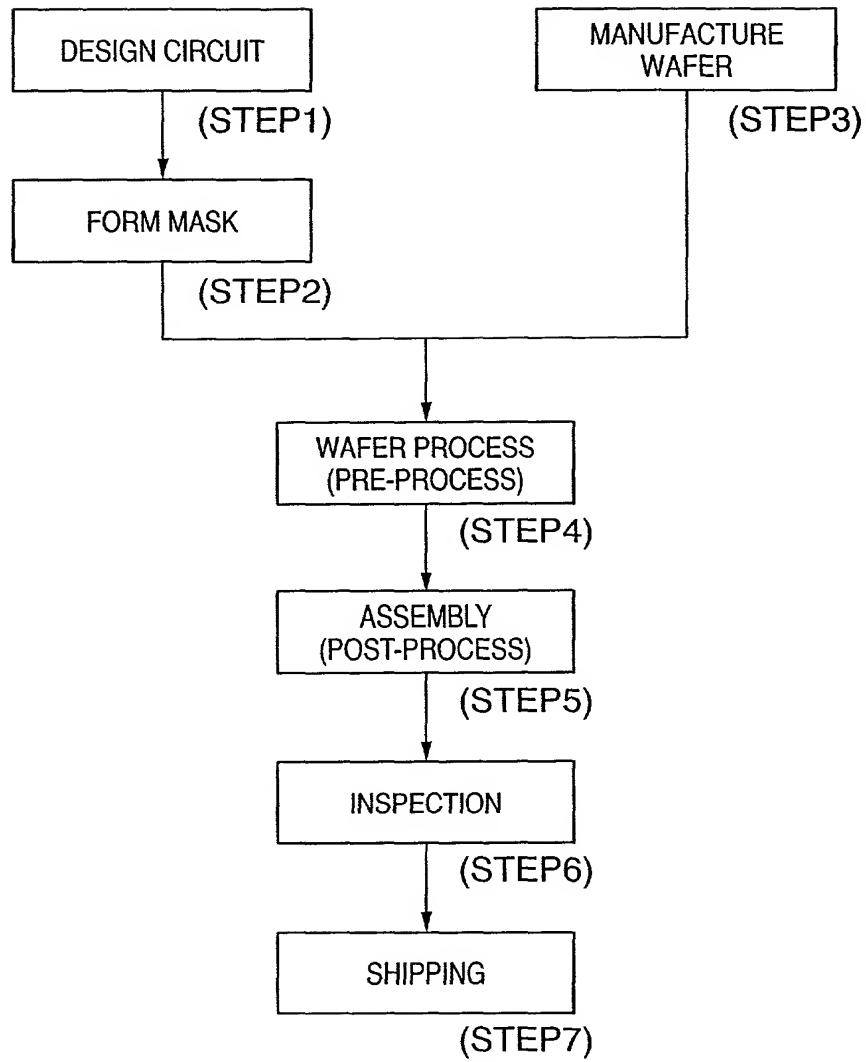 DESIGN CIRCUIT
(STEP1)
MANUFACTURE
WAFER
(STEP3)
FORM MASK
(STEP2)
WAFER PROCESS
(PRE-PROCESS)
(STEP4)
ASSEMBLY
(POST-PROCESS)
(STEP5)
INSPECTION
(STEP6)
SHIPPING
(STEP7)